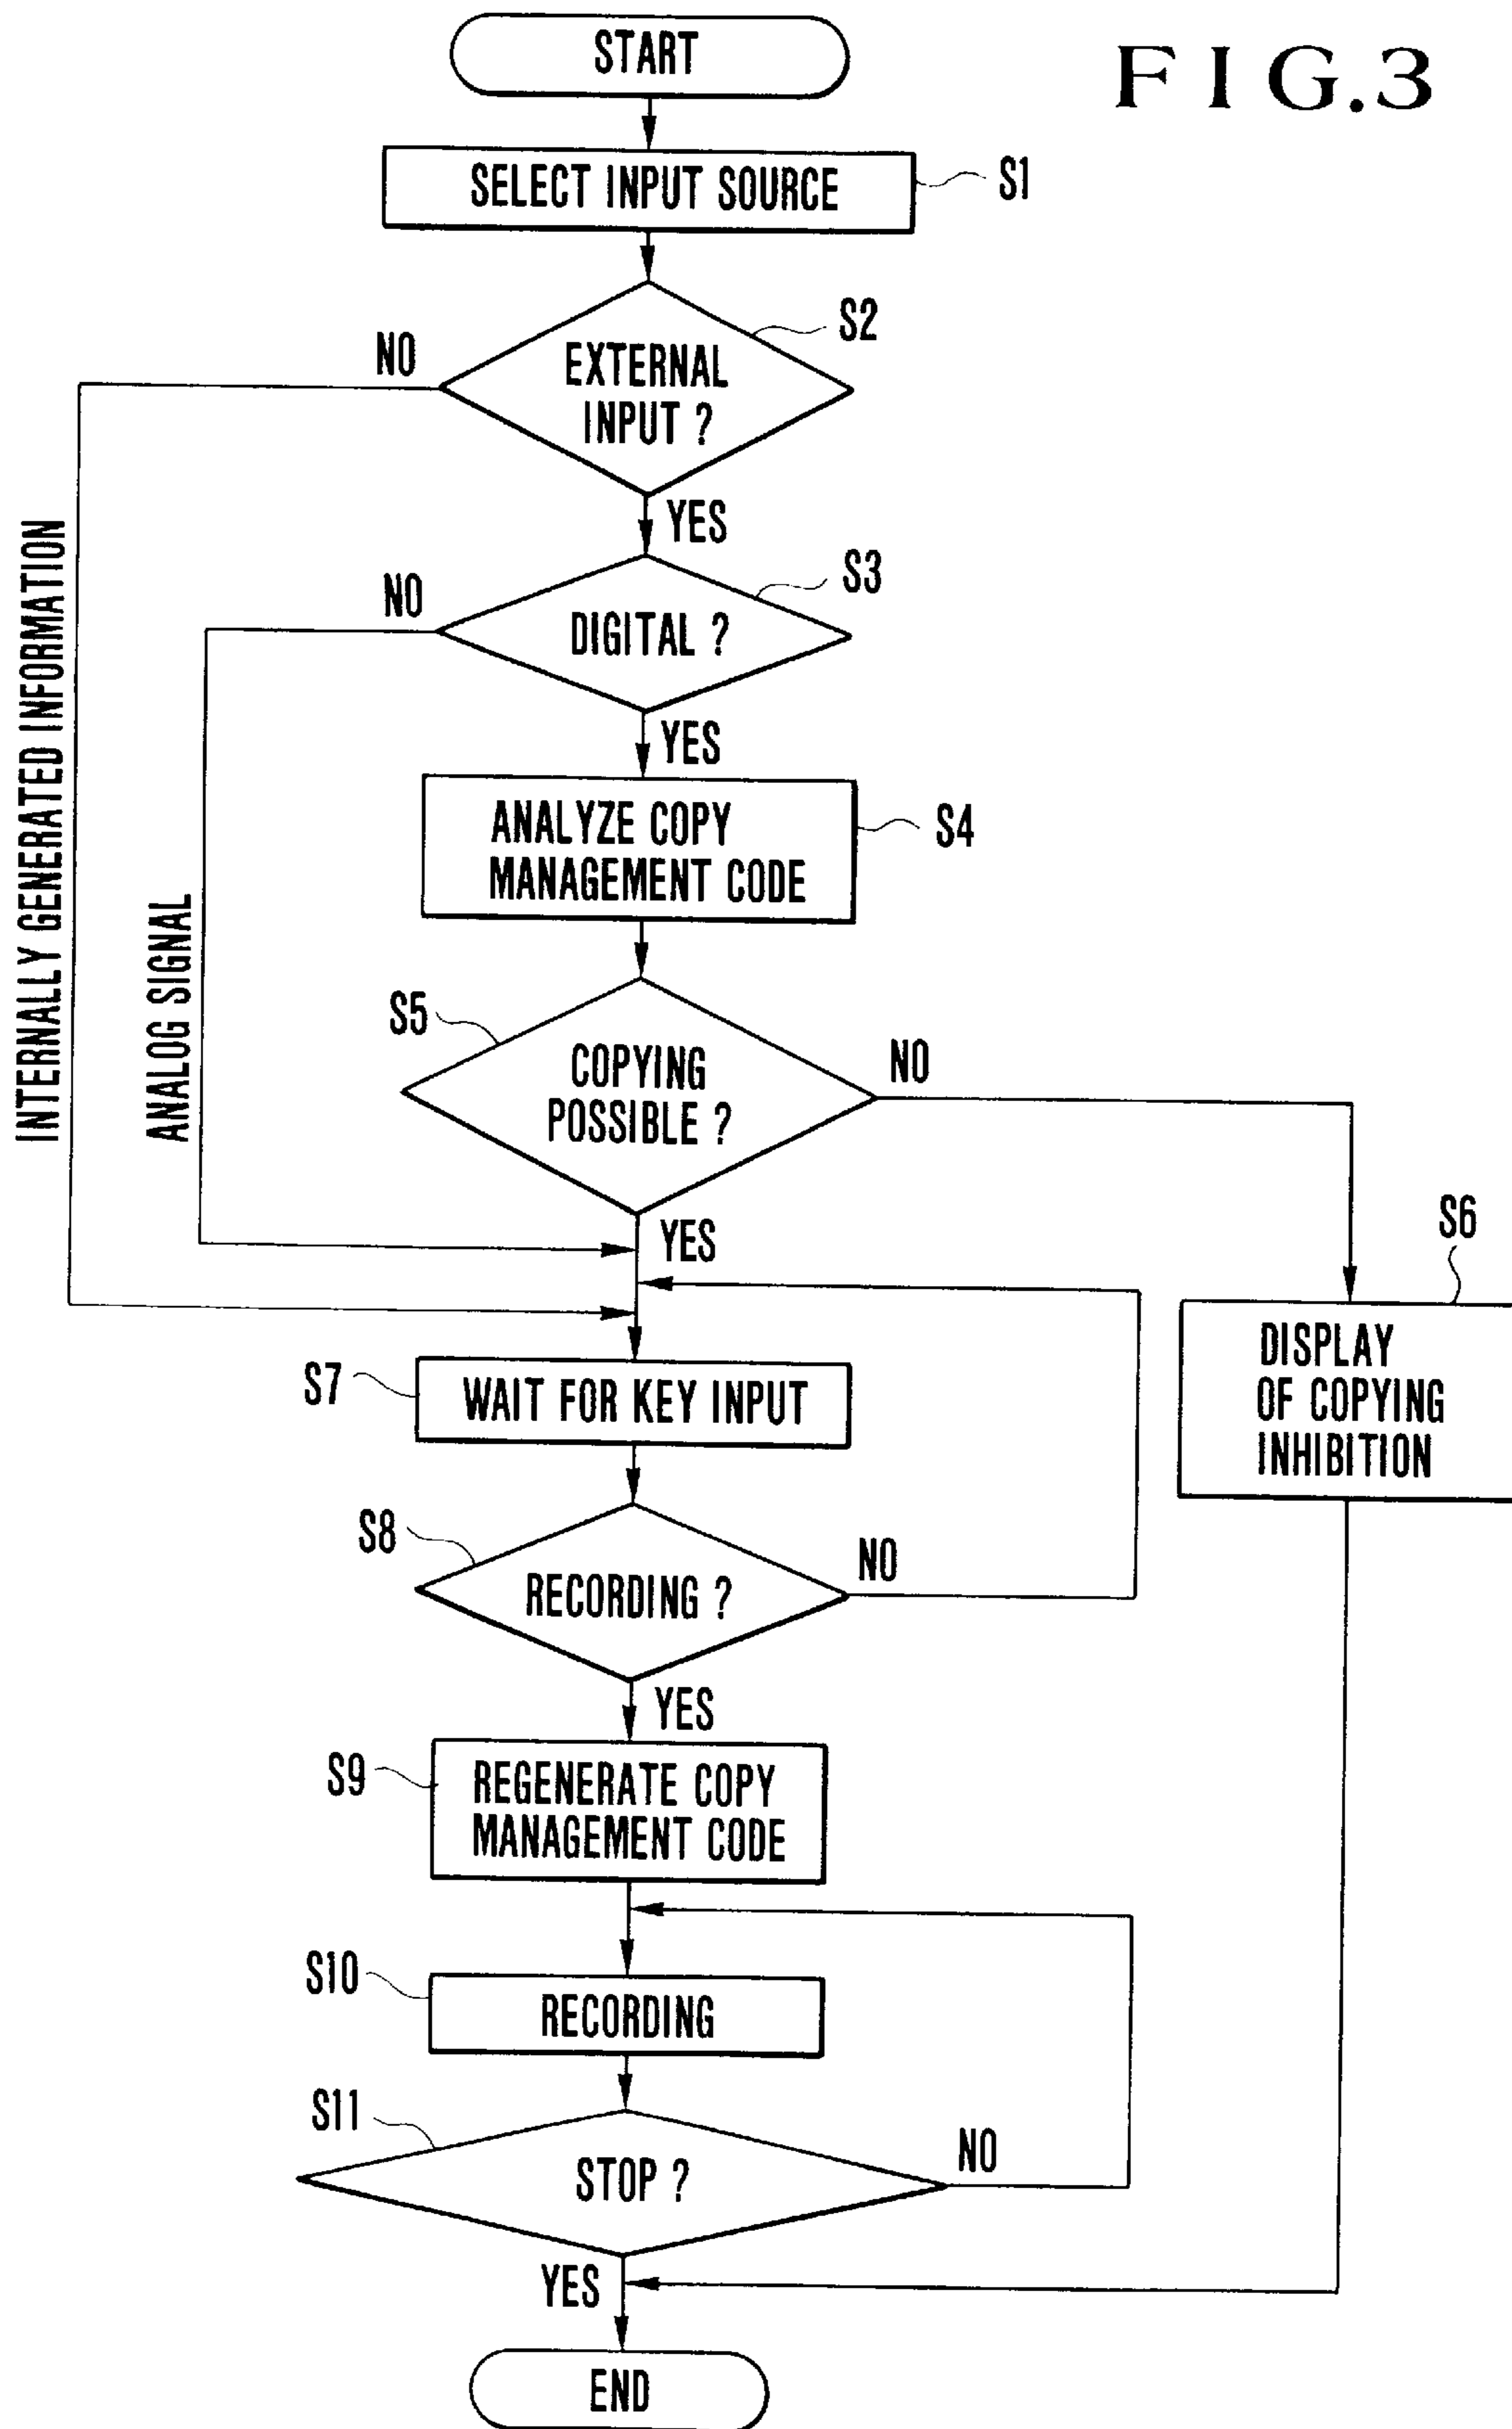 START
FIG.3
SELECT INPUT SOURCE
S1
S2
NO
EXTERNAL
INPUT ?
YES
S3
NO
DIGITAL ?
YES
INTERNALLY GENERATED INFORMATION
ANALOG SIGNAL
ANALYZE COPY
MANAGEMENT CODE
S4
S5
COPYING
POSSIBLE ?
NO
YES
S6
DISPLAY
OF COPYING
INHIBITION
S7
WAIT FOR KEY INPUT
S8
RECORDING ?
NO
YES
S9
REGENERATE COPY
MANAGEMENT CODE
S10
RECORDING
S11
STOP ?
NO
YES
END